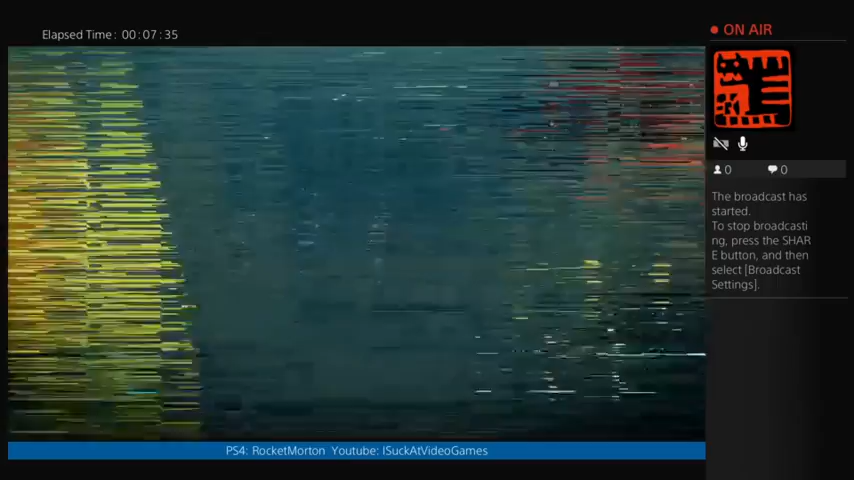 Elapsed Time: 00:07:35
ON AIR
0 0
The broadcast has
started.
To stop broadcasti
ng, press the SHAR
E button, and then
select [Broadcast
Settings].
PS4: RocketMorton Youtube: ISuckAtVideoGames